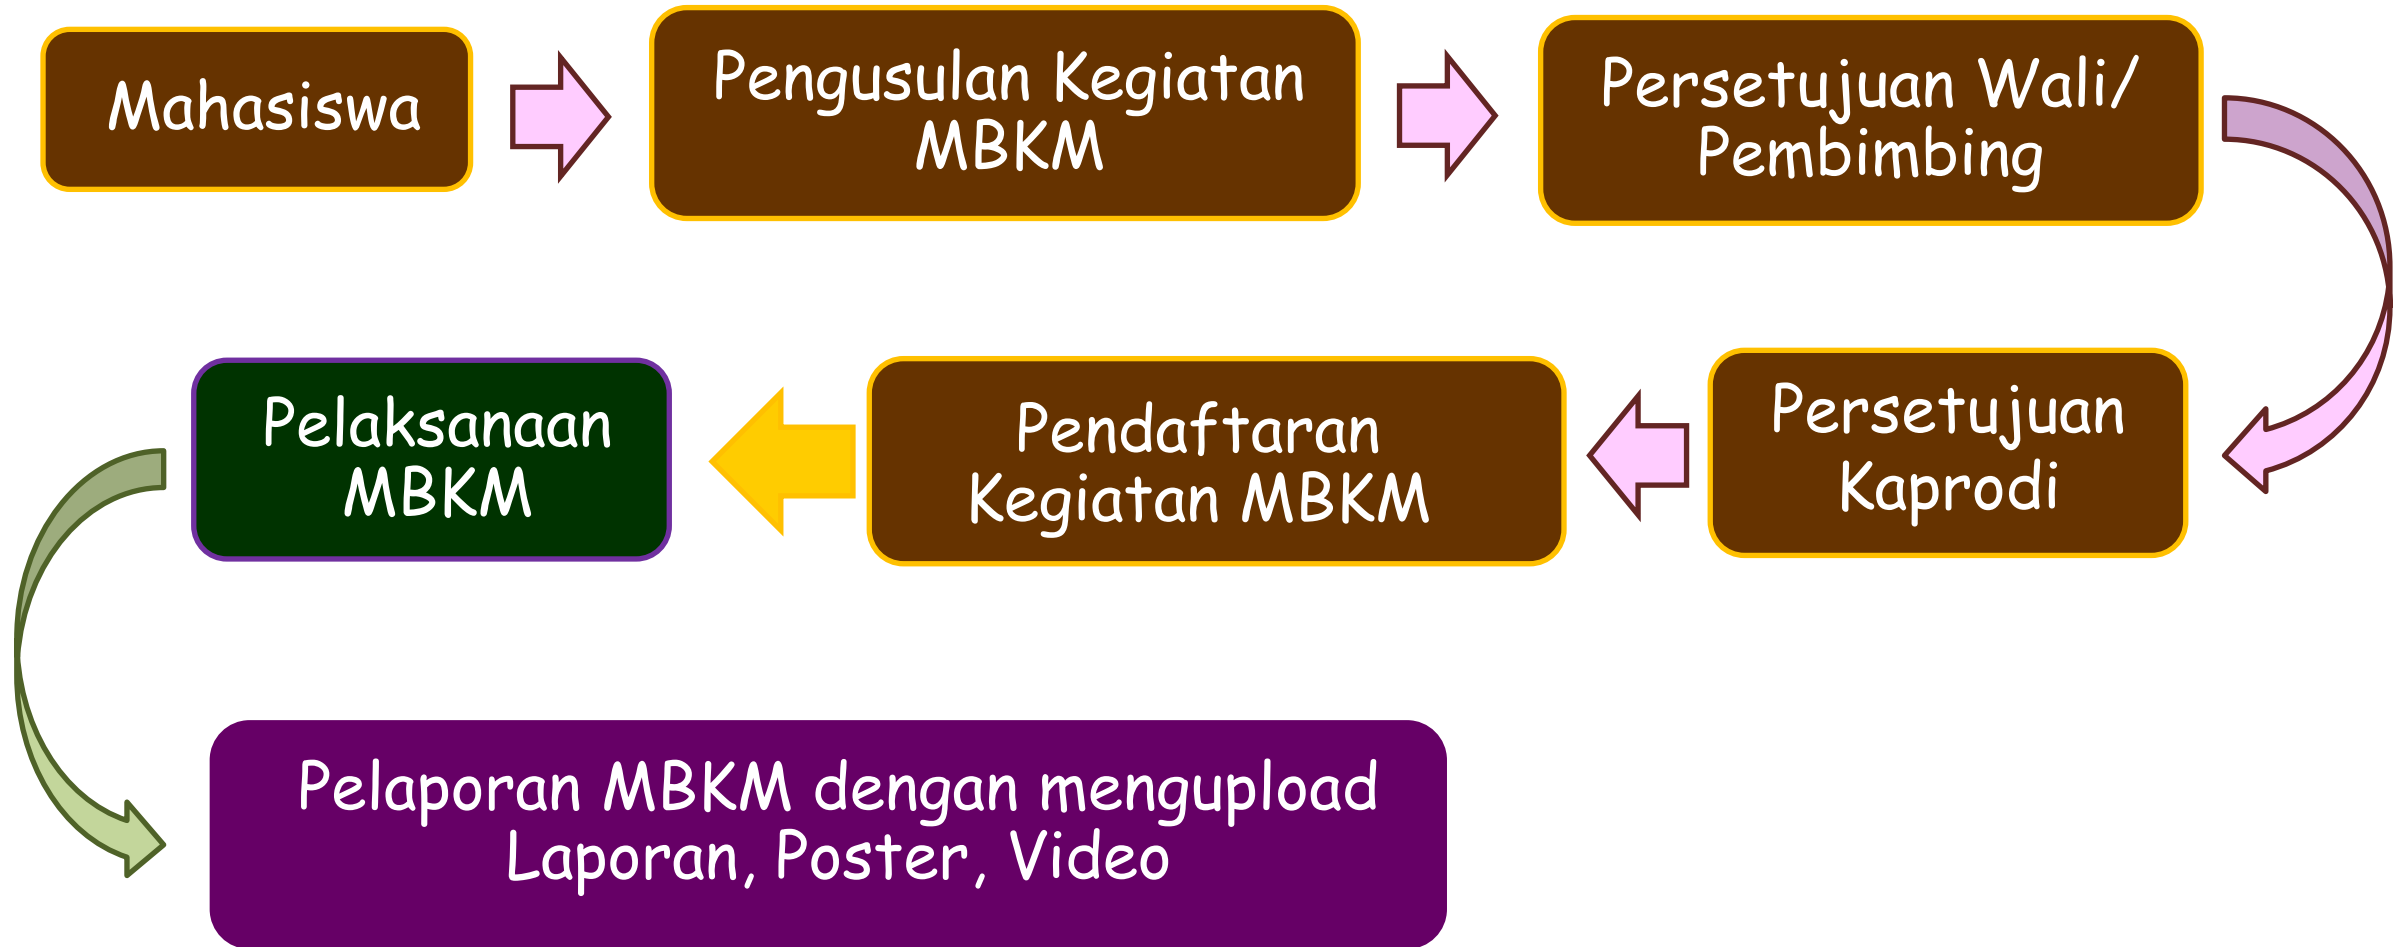 Mahasiswa
Pengusulan Kegiatan
MBKM
Persetujuan Wali/
Pembimbing
Persetujuan
Kaprodi
Pendaftaran
Kegiatan MBKM
Pelaksanaan
MBKM
Pelaporan MBKM dengan mengupload
Laporan, Poster, Video